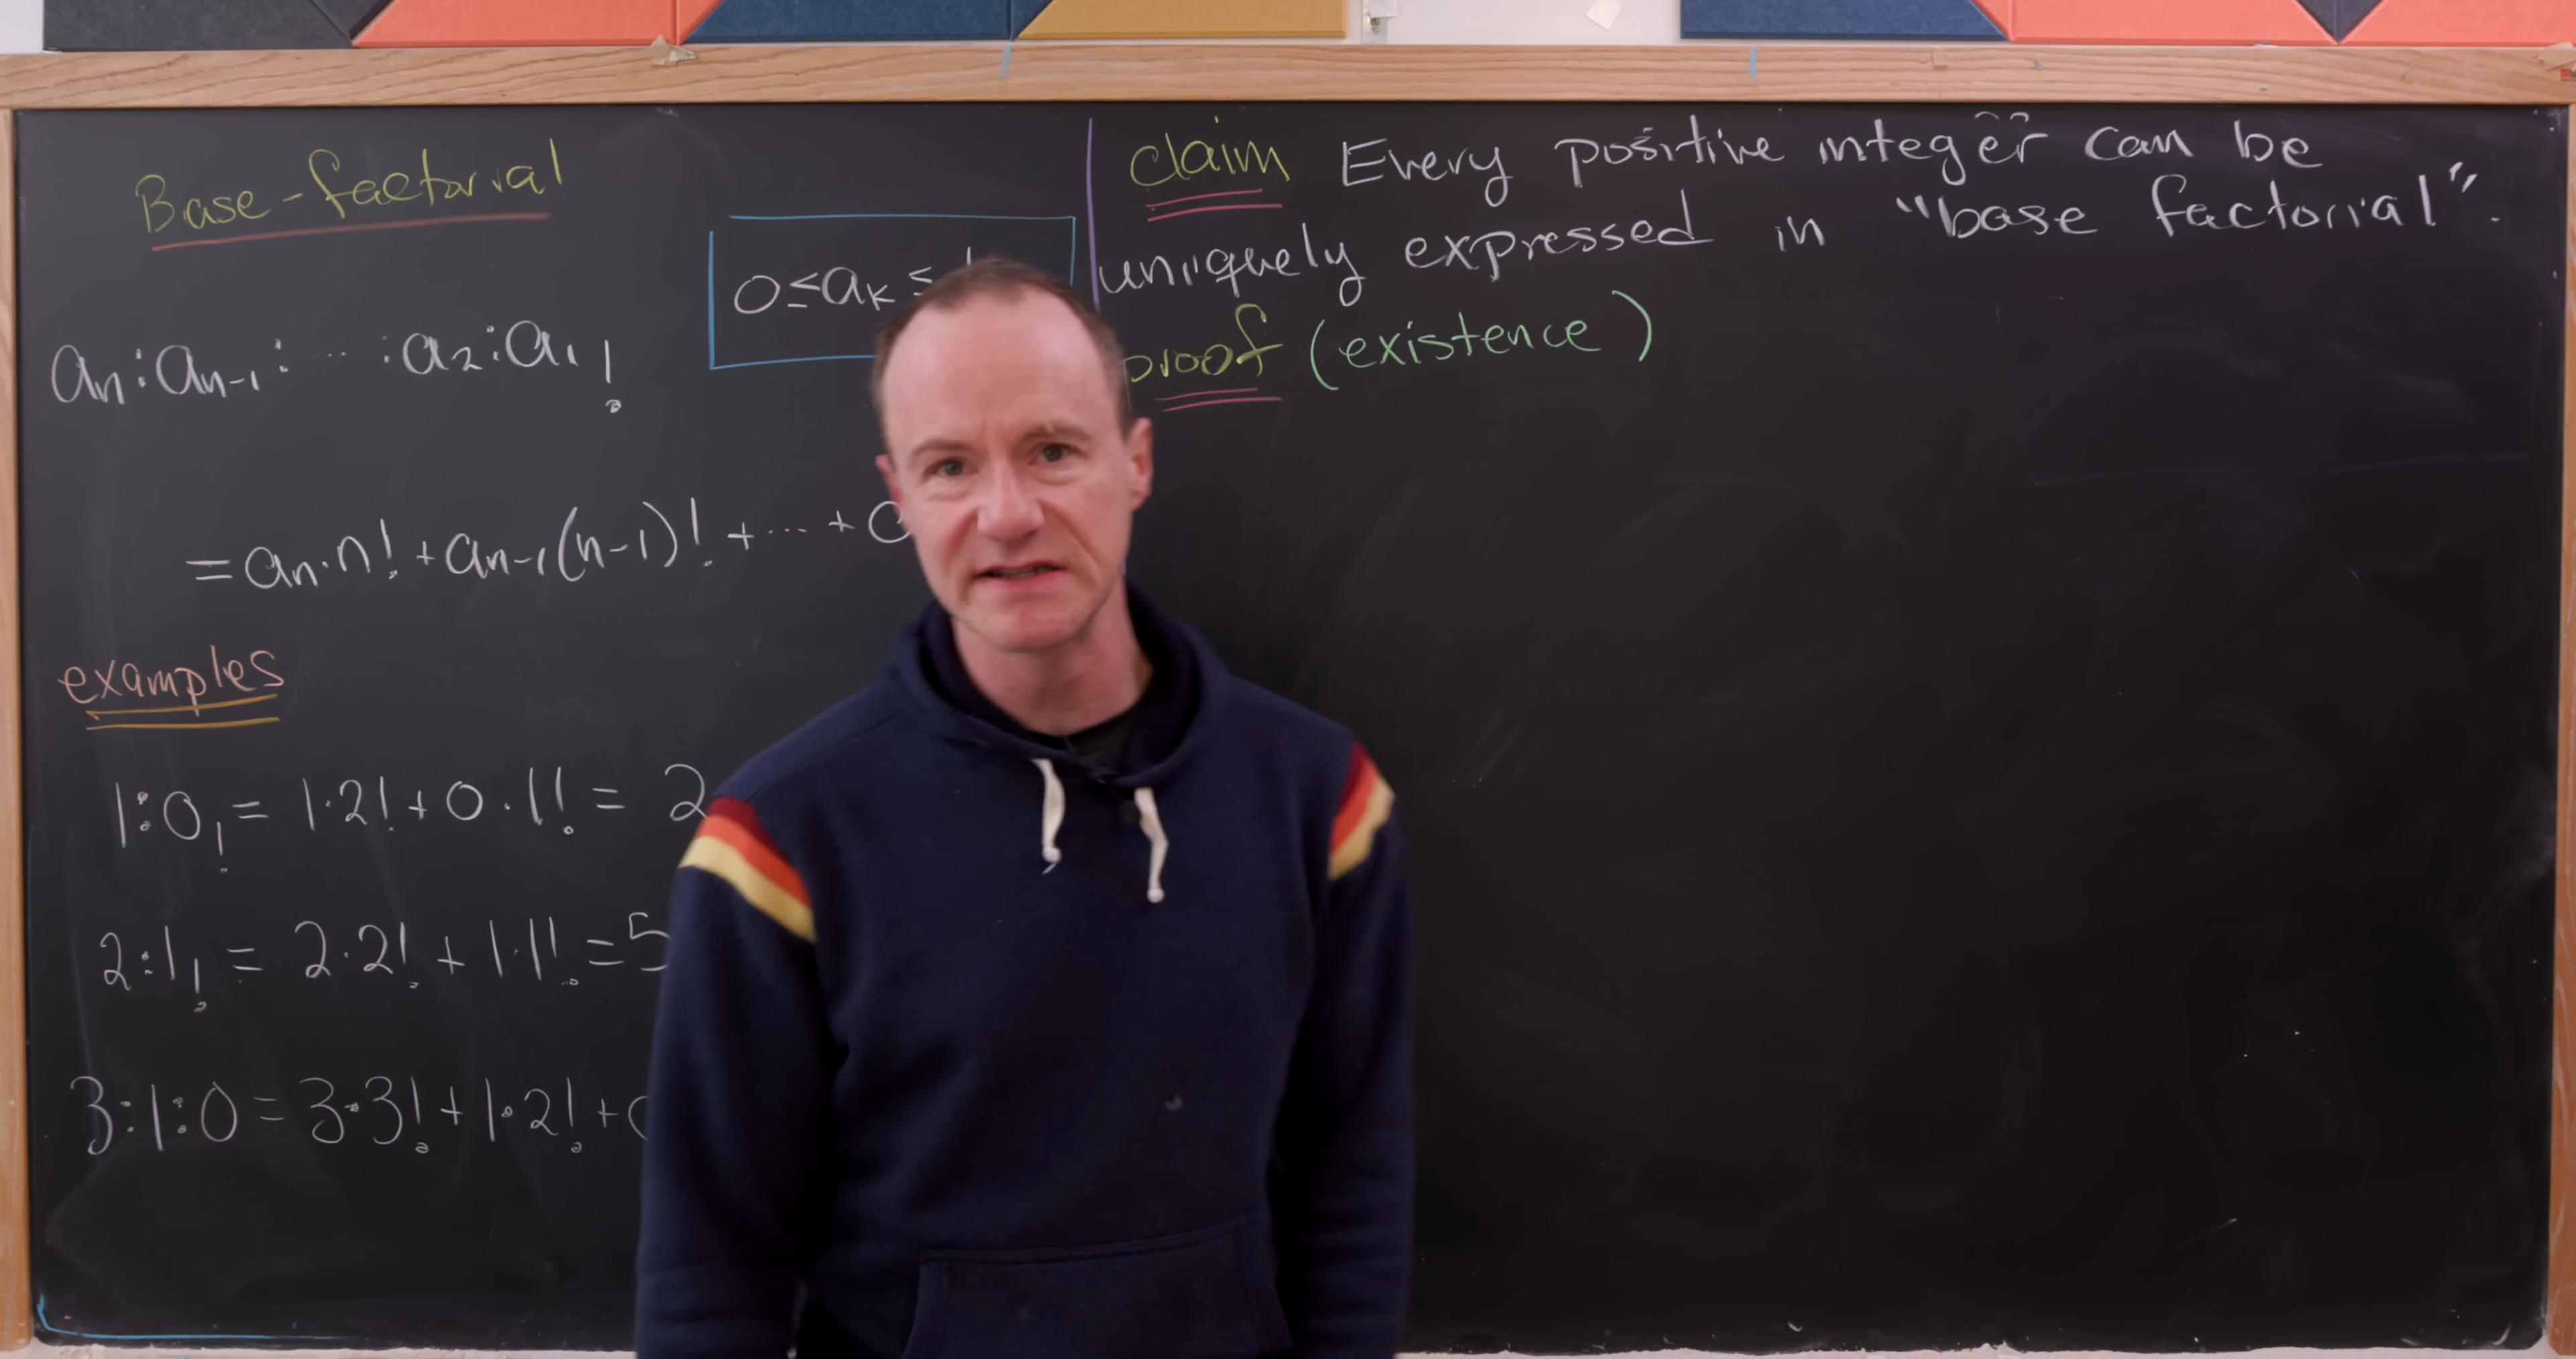 Base-factorial
0≤aₖ≤
aₙ:aₙ₋₁: ⋯ :a₂:a₁ !
=aₙ·n!+aₙ₋₁(n-1)!+⋯+
examples
1:0! = 1·2!+0·1! = 2
2:1! = 2·2!+1·1! =5
3:1:0 = 3·3!+1·2!+
claim Every positive integer can be
uniquely expressed in "base factorial".
proof (existence)